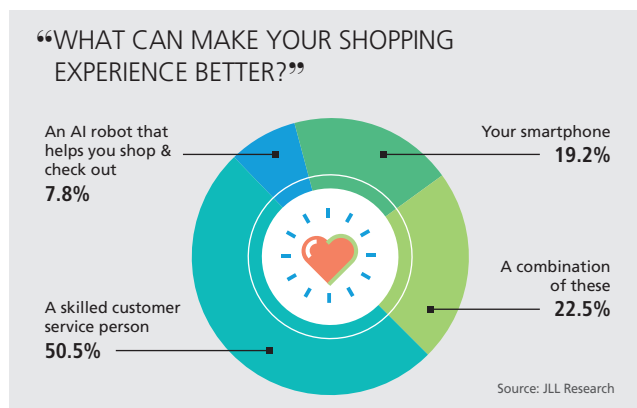 “WHAT CAN MAKE YOUR SHOPPING
EXPERIENCE BETTER?”
An AI robot that
helps you shop &
check out
7.8%
Your smartphone
19.2%
A combination
of these
22.5%
A skilled customer
service person
50.5%
Source: JLL Research